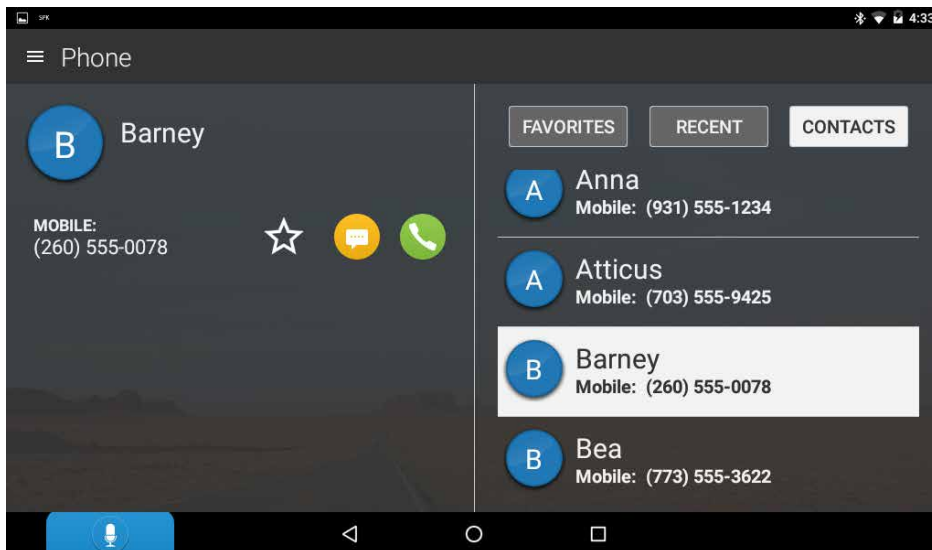 SPK
4:33
Phone
B
Barney
MOBILE:
(260) 555-0078
FAVORITES
RECENT
CONTACTS
A
Anna
Mobile: (931) 555-1234
A
Atticus
Mobile: (703) 555-9425
B
Barney
Mobile: (260) 555-0078
B
Bea
Mobile: (773) 555-3622